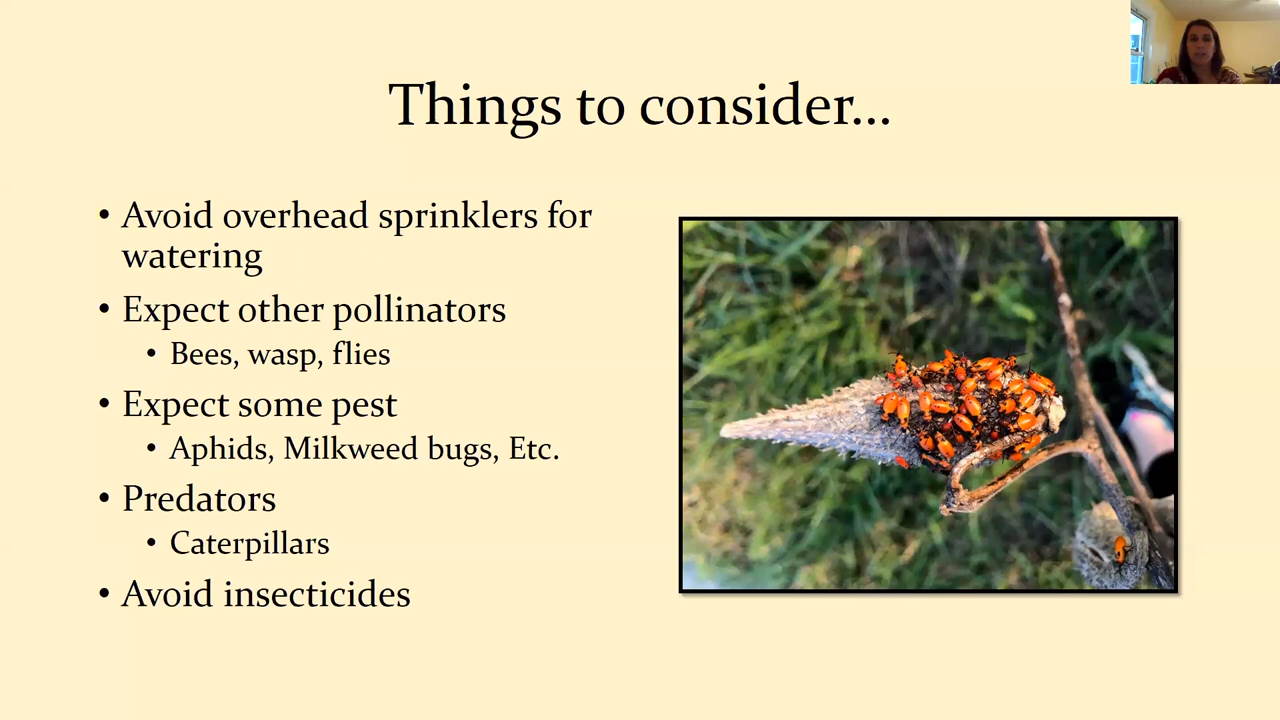 Things to consider...
• Avoid overhead sprinklers for
watering
• Expect other pollinators
• Bees, wasp, flies
• Expect some pest
• Aphids, Milkweed bugs, Etc.
• Predators
• Caterpillars
• Avoid insecticides